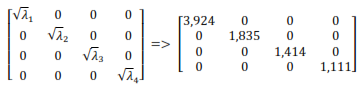 √λ₁ 0 0 0
0 √λ₂ 0 0
0 0 √λ₃ 0
0 0 0 √λ₄
=>
3,924 0 0 0
0 1,835 0 0
0 0 1,414 0
0 0 0 1,111